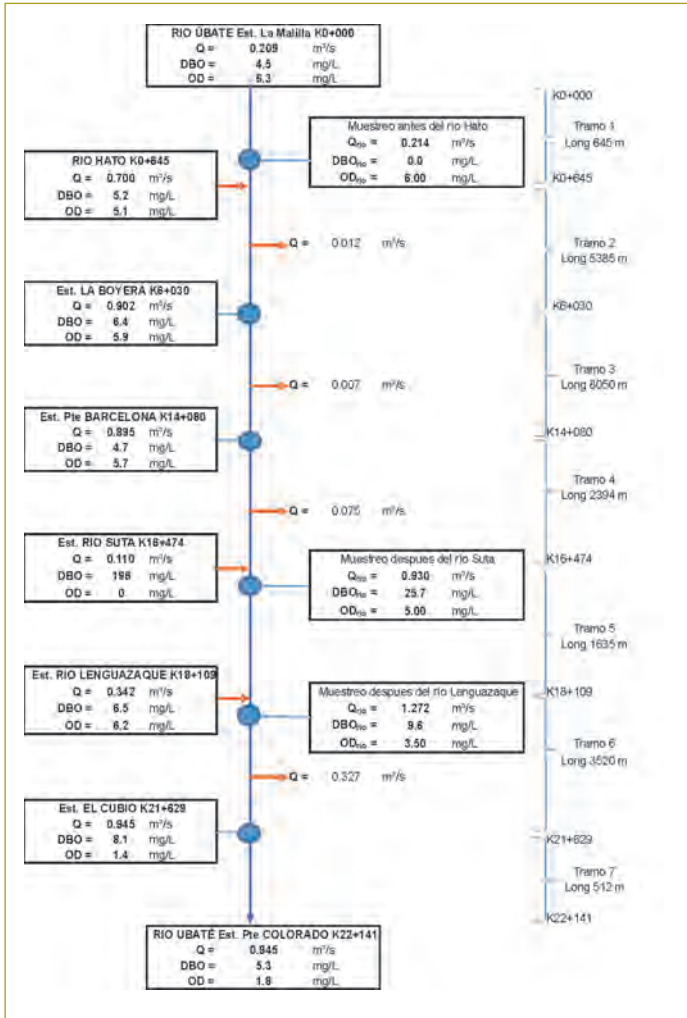 RIO ÚBATE Est. La Malilla K0+000
Q = 0.209 m³/s
DBO = 4.5 mg/L
OD = 6.3 mg/L
K0+000
Muestreo antes del rio Hato
Qrio = 0.214 m³/s
DBOrio = 0.0 mg/L
ODrio = 6.00 mg/L
Tramo 1
Long 645 m
RIO HATO K0+645
Q = 0.700 m³/s
DBO = 5.2 mg/L
OD = 5.1 mg/L
K0+645
Q = 0.012 m³/s
Tramo 2
Long 5385 m
Est. LA BOYERA K6+030
Q = 0.902 m³/s
DBO = 6.4 mg/L
OD = 5.9 mg/L
K6+030
Q = 0.007 m³/s
Tramo 3
Long 8050 m
Est. Pte BARCELONA K14+080
Q = 0.895 m³/s
DBO = 4.7 mg/L
OD = 5.7 mg/L
K14+080
Q = 0.075 m³/s
Tramo 4
Long 2394 m
Est. RIO SUTA K16+474
Q = 0.110 m³/s
DBO = 198 mg/L
OD = 0 mg/L
Muestreo despues del rio Suta
Qrio = 0.930 m³/s
DBOrio = 25.7 mg/L
ODrio = 5.00 mg/L
K16+474
Tramo 5
Long 1635 m
Est. RIO LENGUAZAQUE K18+109
Q = 0.342 m³/s
DBO = 6.5 mg/L
OD = 6.2 mg/L
Muestreo despues del rio Lenguazaque
Qrio = 1.272 m³/s
DBOrio = 9.6 mg/L
ODrio = 3.50 mg/L
K18+109
Tramo 6
Long 3520 m
Q = 0.327 m³/s
Est. EL CUBIO K21+629
Q = 0.945 m³/s
DBO = 8.1 mg/L
OD = 1.4 mg/L
K21+629
Tramo 7
Long 512 m
K22+141
RIO UBATÉ Est. Pte COLORADO K22+141
Q = 0.945 m³/s
DBO = 5.3 mg/L
OD = 1.8 mg/L